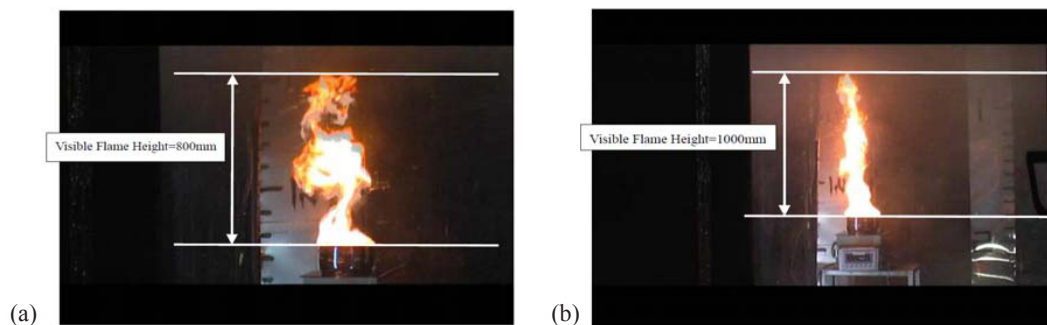 Visible Flame Height=800mm
(a)
Visible Flame Height=1000mm
(b)